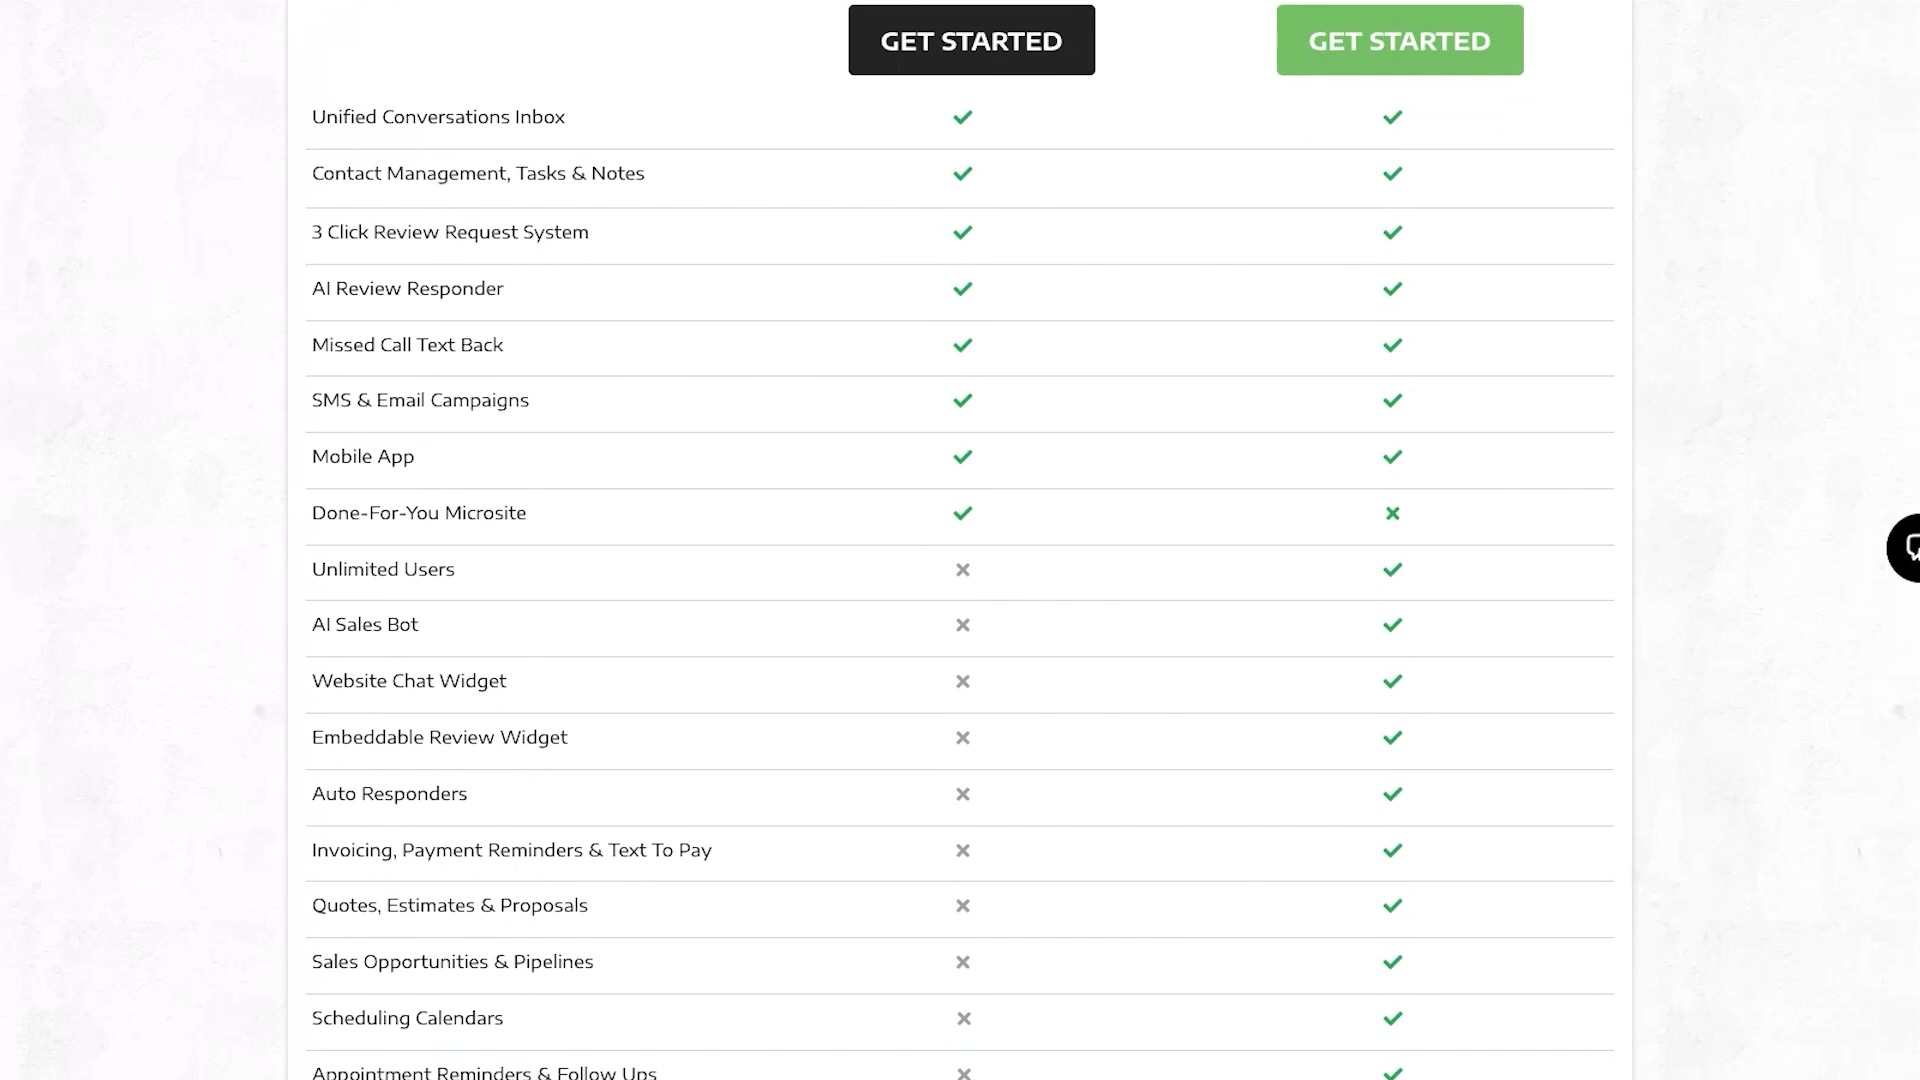 GET STARTED GET STARTED
Unified Conversations Inbox
Contact Management, Tasks & Notes
3 Click Review Request System
AI Review Responder
Missed Call Text Back
SMS & Email Campaigns
Mobile App
Done-For-You Microsite
Unlimited Users
AI Sales Bot
Website Chat Widget
Embeddable Review Widget
Auto Responders
Invoicing, Payment Reminders & Text To Pay
Quotes, Estimates & Proposals
Sales Opportunities & Pipelines
Scheduling Calendars
Appointment Reminders & Follow Ups